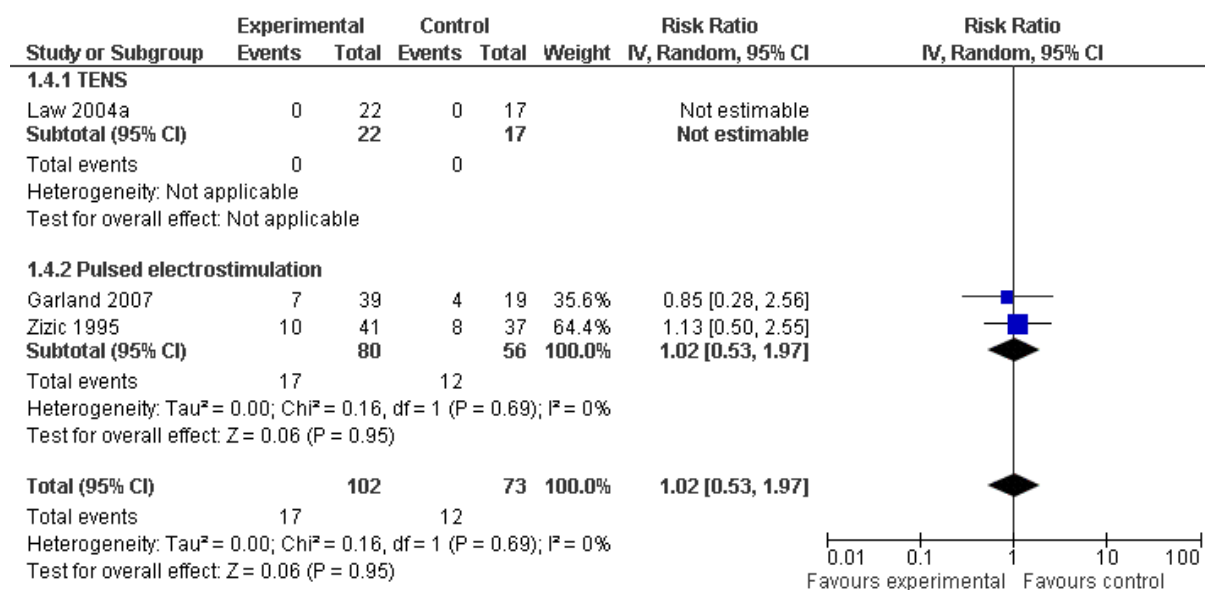 Experimental Control Risk Ratio Risk Ratio
Study or Subgroup Events Total Events Total Weight IV, Random, 95% CI IV, Random, 95% CI
1.4.1 TENS
Law 2004a 0 22 0 17 Not estimable
Subtotal (95% CI) 22 17 Not estimable
Total events 0 0
Heterogeneity: Not applicable
Test for overall effect: Not applicable
1.4.2 Pulsed electrostimulation
Garland 2007 7 39 4 19 35.6% 0.85 [0.28, 2.56]
Zizic 1995 10 41 8 37 64.4% 1.13 [0.50, 2.55]
Subtotal (95% CI) 80 56 100.0% 1.02 [0.53, 1.97]
Total events 17 12
Heterogeneity: Tau² = 0.00; Chi² = 0.16, df = 1 (P = 0.69); I² = 0%
Test for overall effect: Z = 0.06 (P = 0.95)
Total (95% CI) 102 73 100.0% 1.02 [0.53, 1.97]
Total events 17 12
Heterogeneity: Tau² = 0.00; Chi² = 0.16, df = 1 (P = 0.69); I² = 0%
Test for overall effect: Z = 0.06 (P = 0.95)
0.01 0.1 1 10 100
Favours experimental Favours control